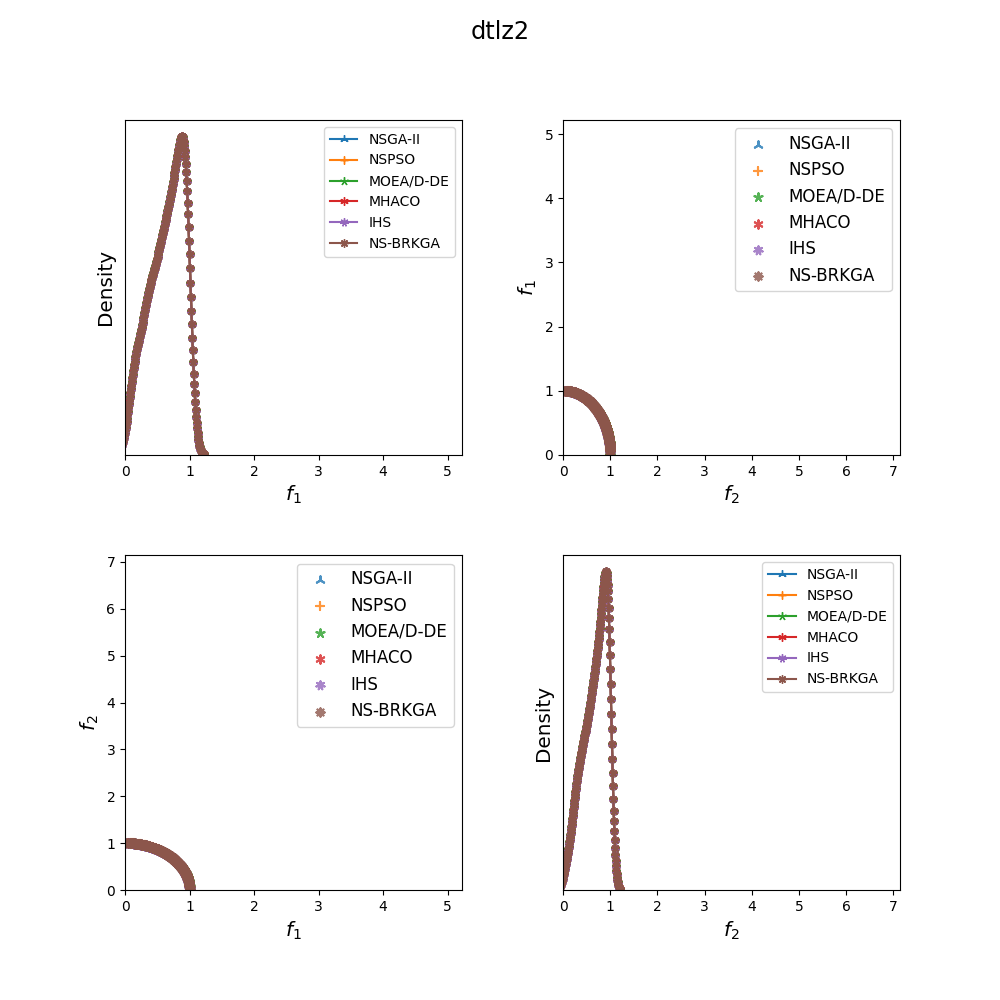 dtlz2
Density
NSGA-II
NSPSO
MOEA/D-DE
MHACO
IHS
NS-BRKGA
0 1 2 3 4 5
f1
f1
5
4
3
2
1
0
NSGA-II
NSPSO
MOEA/D-DE
MHACO
IHS
NS-BRKGA
0 1 2 3 4 5 6 7
f2
f2
7
6
5
4
3
2
1
0
NSGA-II
NSPSO
MOEA/D-DE
MHACO
IHS
NS-BRKGA
0 1 2 3 4 5
f1
Density
NSGA-II
NSPSO
MOEA/D-DE
MHACO
IHS
NS-BRKGA
0 1 2 3 4 5 6 7
f2